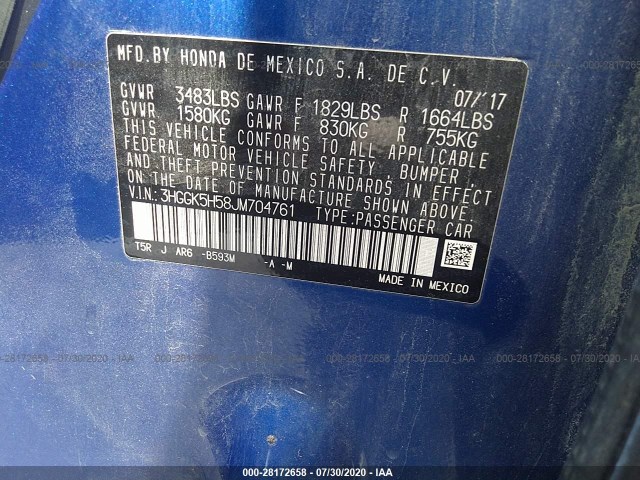 MFD. BY HONDA DE MEXICO S.A. DE C.V.
07/'17
GVWR 3483LBS GAWR F 1829LBS R 1664LBS
GVWR 1580KG GAWR F 830KG R 755KG
THIS VEHICLE CONFORMS TO ALL APPLICABLE
FEDERAL MOTOR VEHICLE SAFETY, BUMPER,
AND THEFT PREVENTION STANDARDS IN EFFECT
ON THE DATE OF MANUFACTURE SHOWN ABOVE.
V.I.N: 3HGGK5H58JM704761 TYPE:PASSENGER CAR
T5R J AR6 -B593M -A -M
MADE IN MEXICO
000-28172658 - 07/30/2020 - IAA